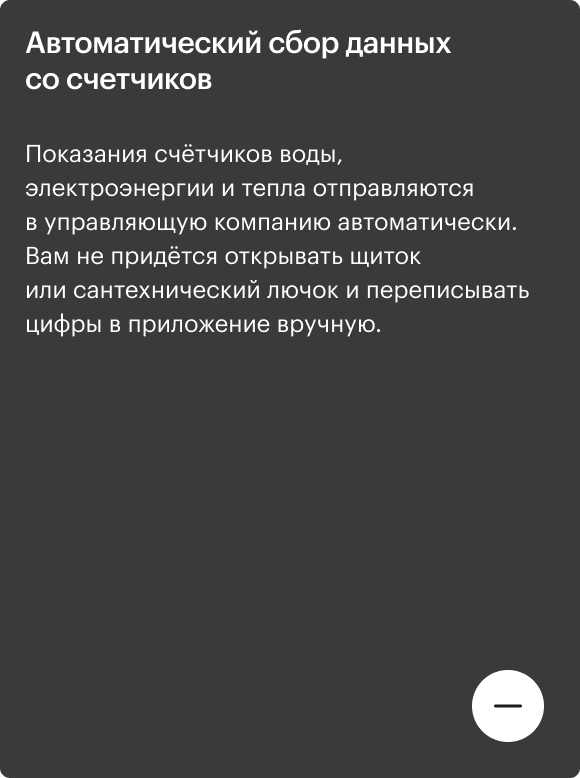 Автоматический сбор данных
со счетчиков
Показания счётчиков воды,
электроэнергии и тепла отправляются
в управляющую компанию автоматически.
Вам не придётся открывать щиток
или сантехнический лючок и переписывать
цифры в приложение вручную.